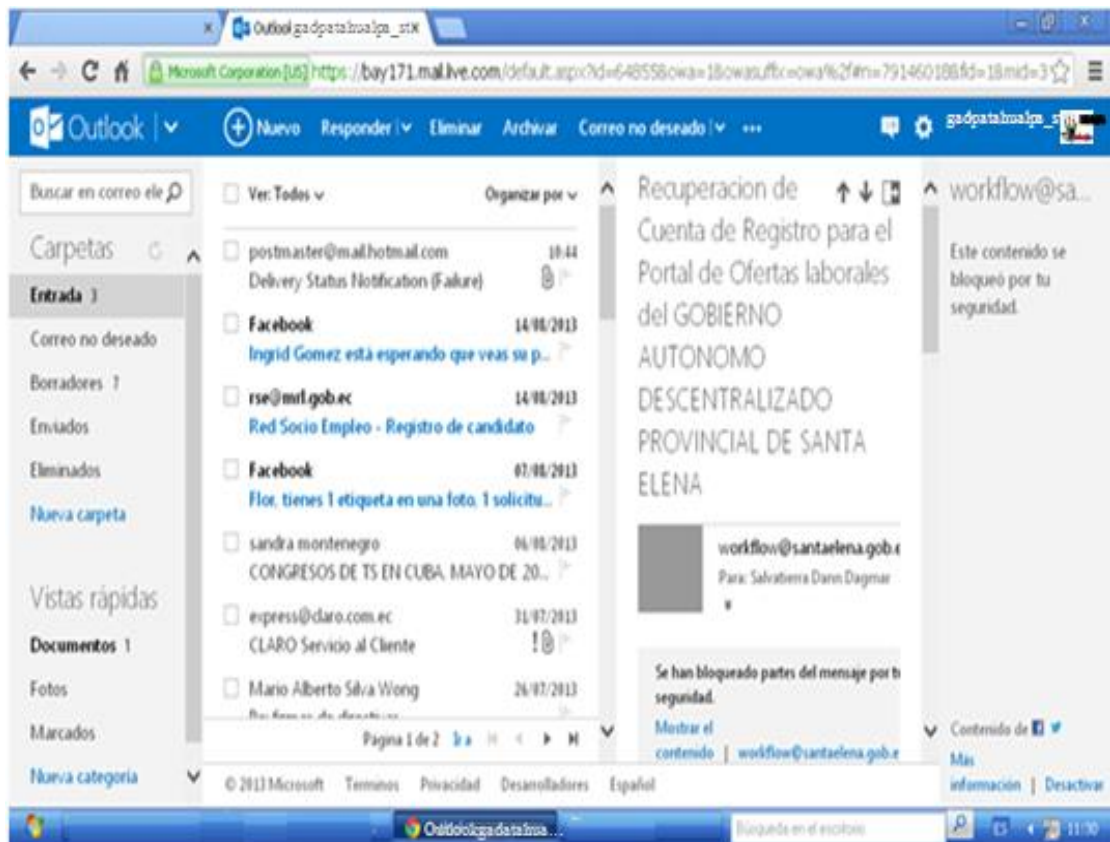 Outlook gadpatahualpa_st
Microsoft Corporation [US] https://bay171.mail.live.com/default.aspx?id=64855&owa=1&owasuffix=owa%2f#n=791460188&fid=1&mid=3
Outlook
Nuevo Responder Eliminar Archivar Correo no deseado ...
gadpatahualpa_st
Buscar en correo ele
Carpetas
Entrada 3
Correo no deseado
Borradores 7
Enviados
Eliminados
Nueva carpeta
Vistas rápidas
Documentos 1
Fotos
Marcados
Nueva categoría
Ver: Todos
Organizar por
postmaster@mail.hotmail.com 10:44
Delivery Status Notification (Failure)
Facebook 14/08/2013
Ingrid Gomez está esperando que veas su p...
rse@mrl.gob.ec 14/08/2013
Red Socio Empleo - Registro de candidato
Facebook 07/08/2013
Flor, tienes 1 etiqueta en una foto, 1 solicitu...
sandra montenegro 06/08/2013
CONGRESOS DE TS EN CUBA, MAYO DE 20...
express@claro.com.ec 31/07/2013
CLARO Servicio al Cliente
Mario Alberto Silva Wong 26/07/2013
Página 1 de 2 Ir a
Recuperacion de
Cuenta de Registro para el
Portal de Ofertas laborales
del GOBIERNO
AUTONOMO
DESCENTRALIZADO
PROVINCIAL DE SANTA
ELENA
workflow@santaelena.gob.e
Para: Salvatierra Dann Dagmar
Se han bloqueado partes del mensaje por tu
seguridad.
Mostrar el
contenido | workflow@santaelena.gob.e
workflow@sa...
Este contenido se
bloqueó por tu
seguridad.
Contenido de
Más
información | Desactivar
© 2013 Microsoft Términos Privacidad Desarrolladores Español
Búsqueda en el escritorio
ES
11:30